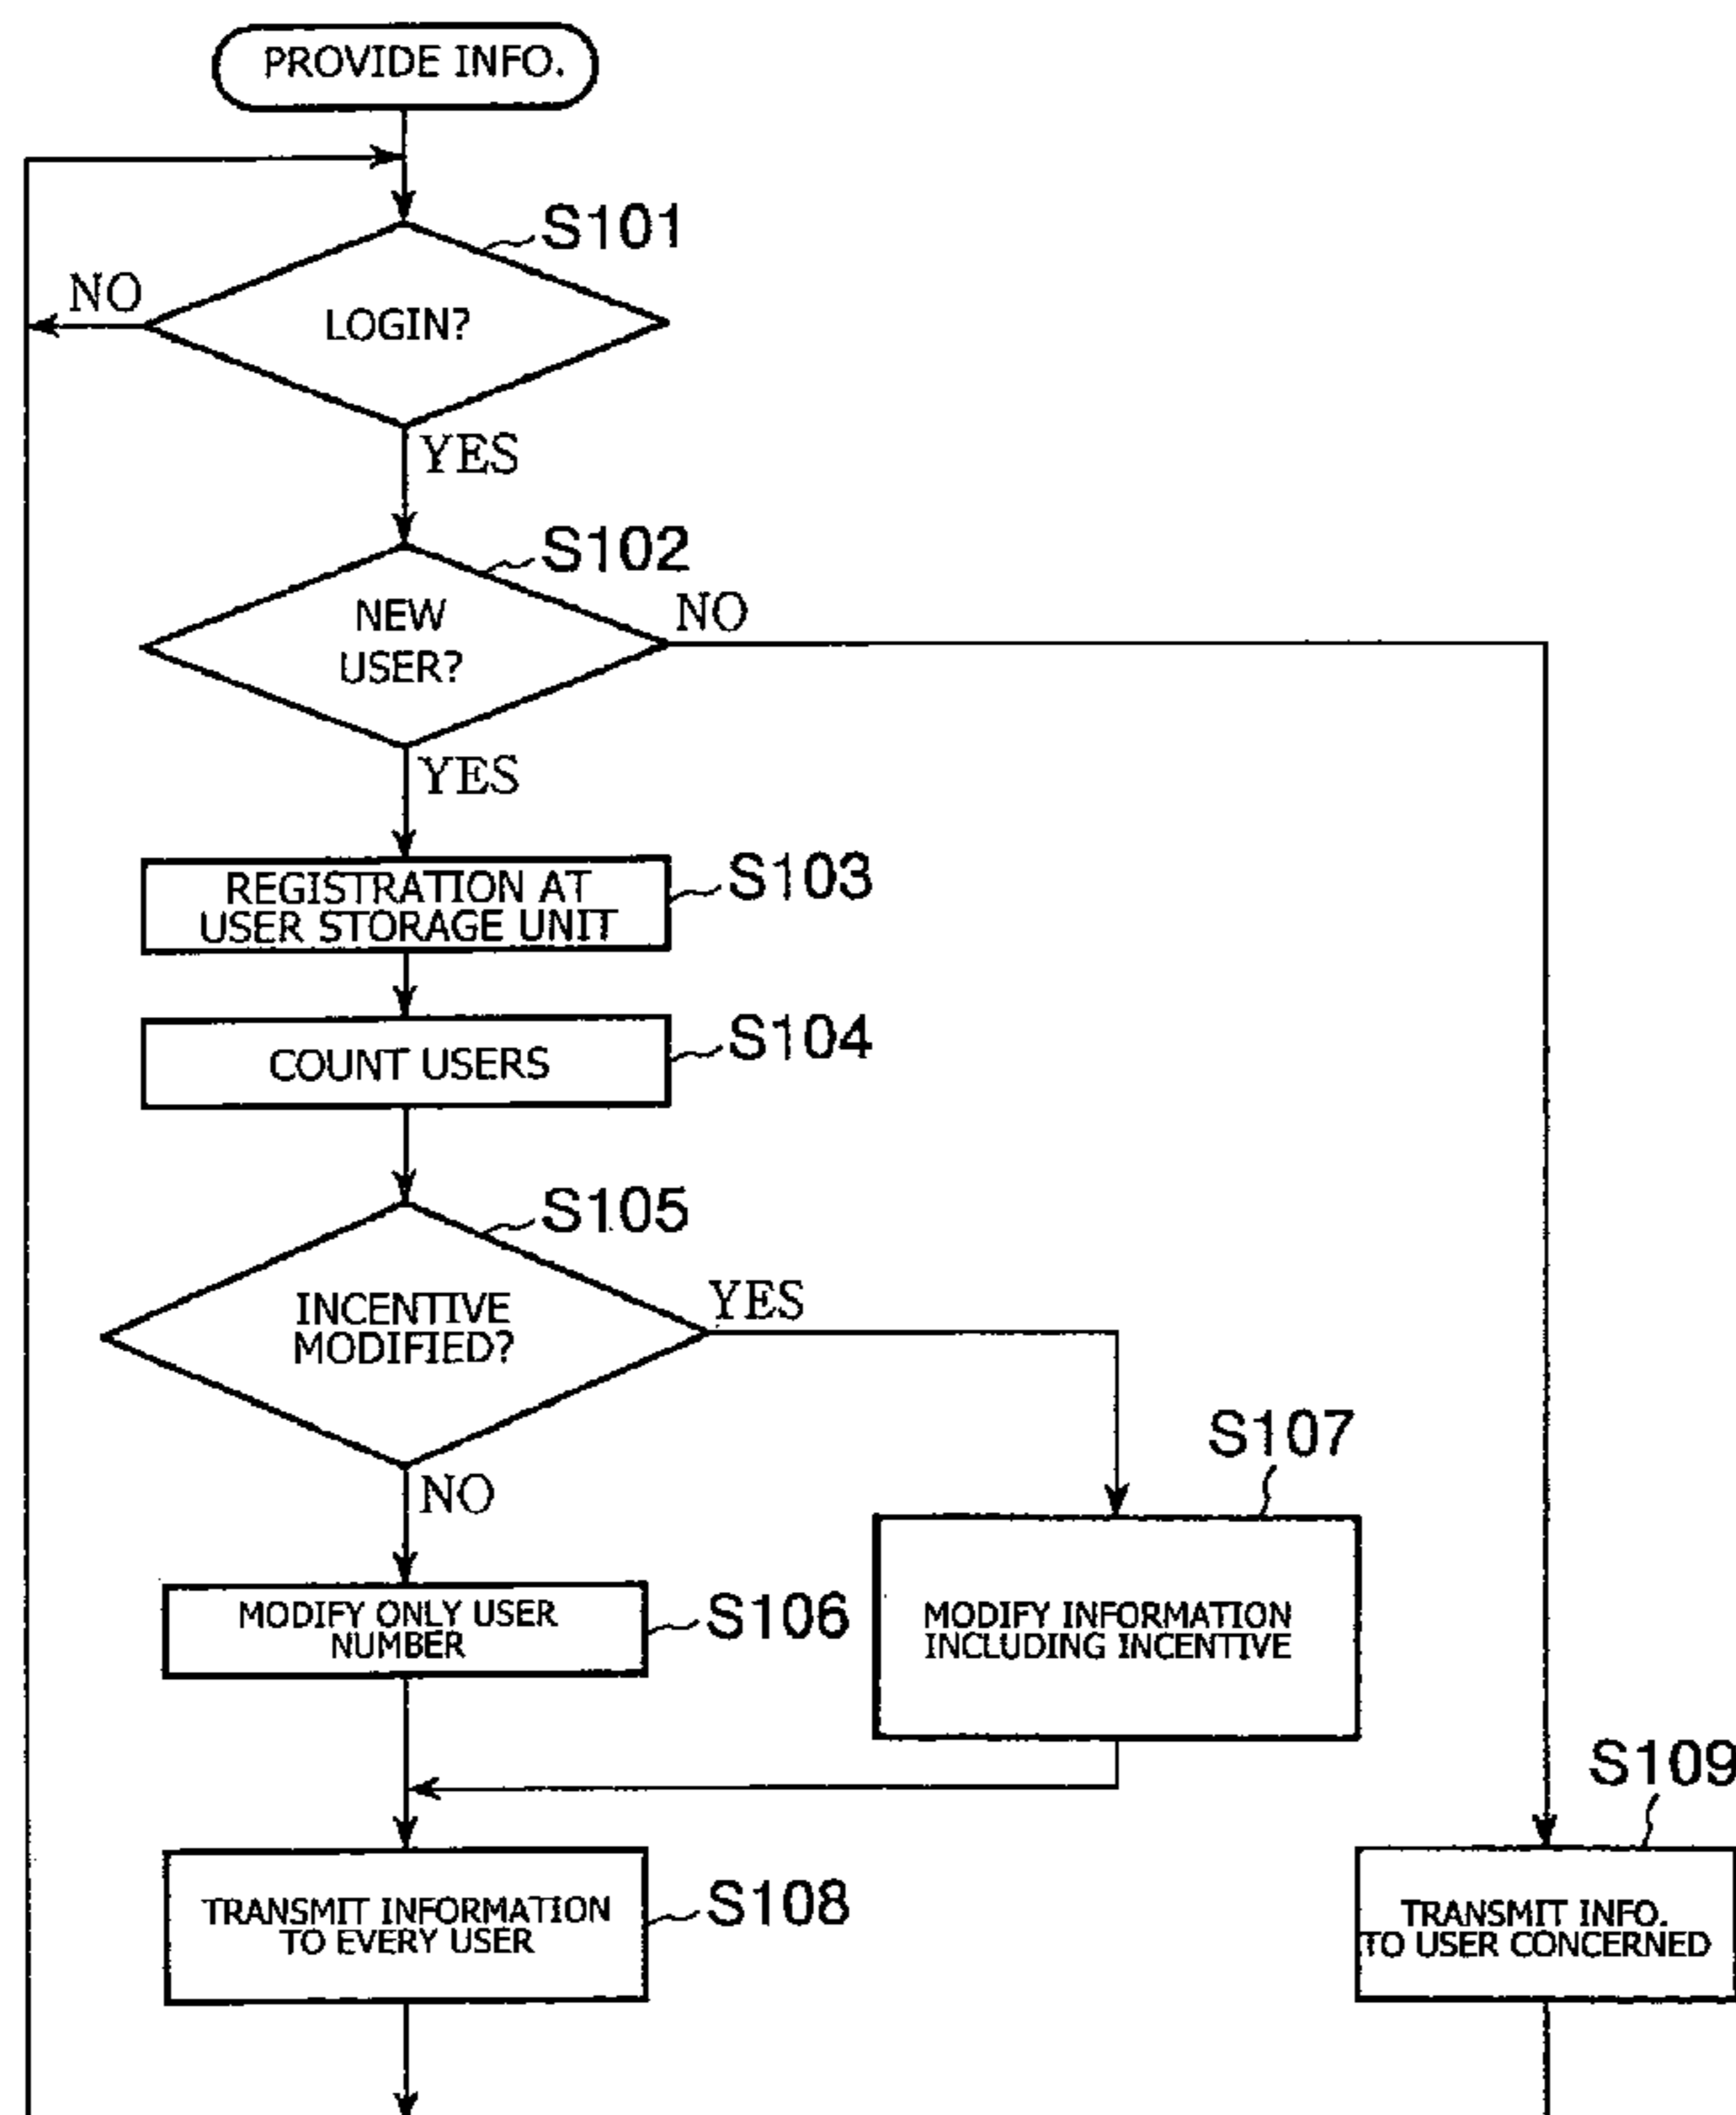 PROVIDE INFO.
S101
NO
LOGIN?
YES
S102
NEW
USER?
NO
YES
REGISTRATION AT
USER STORAGE UNIT
S103
COUNT USERS
S104
S105
INCENTIVE
MODIFIED?
YES
NO
S107
MODIFY ONLY USER
NUMBER
S106
MODIFY INFORMATION
INCLUDING INCENTIVE
S109
TRANSMIT INFORMATION
TO EVERY USER
S108
TRANSMIT INFO.
TO USER CONCERNED